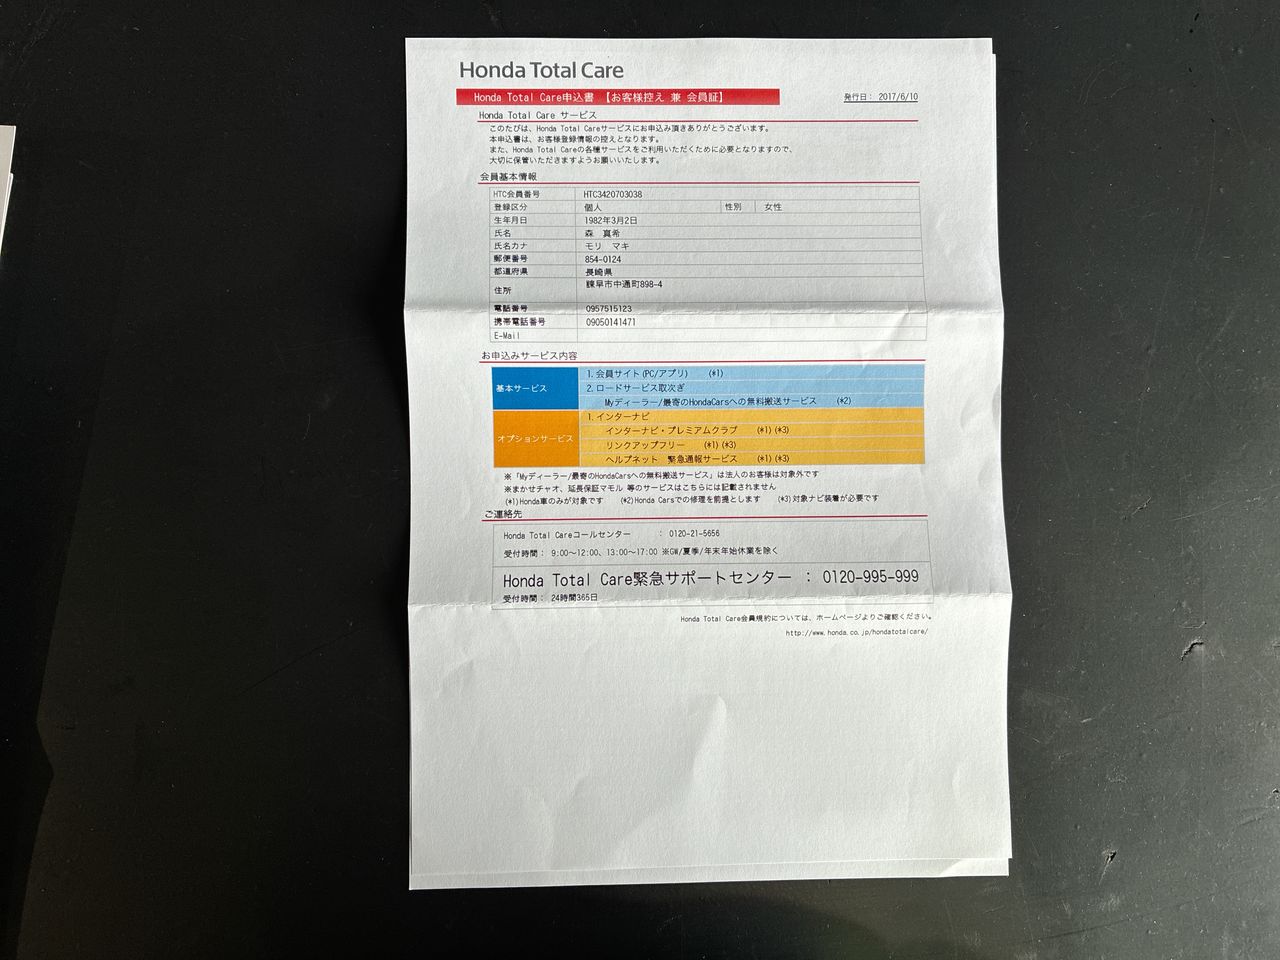 Honda Total Care
Honda Total Care申込書 【お客様控え 兼 会員証】
発行日: 2017/6/10
Honda Total Care サービス
このたびは、Honda Total Careサービスにお申込み頂きありがとうございます。
本申込書は、お客様登録情報の控えとなります。
また、Honda Total Careの各種サービスをご利用いただくために必要となりますので、
大切に保管いただきますようお願いいたします。
会員基本情報
HTC会員番号 HTC3420703038
登録区分 個人 性別 女性
生年月日 1982年3月2日
氏名 森 真希
氏名カナ モリ マキ
郵便番号 854-0124
都道府県 長崎県
住所 諫早市中通町898-4
電話番号 0957515123
携帯電話番号 09050141471
E-Mail
お申込みサービス内容
基本サービス
1. 会員サイト(PC/アプリ) (*1)
2. ロードサービス取次ぎ
Myディーラー/最寄のHondaCarsへの無料搬送サービス (*2)
オプションサービス
1. インターナビ
インターナビ・プレミアムクラブ (*1)(*3)
リンクアップフリー (*1)(*3)
ヘルプネット 緊急通報サービス (*1)(*3)
※「Myディーラー/最寄のHondaCarsへの無料搬送サービス」は法人のお客様は対象外です
※まかせチャオ、延長保証マモル 等のサービスはこちらには記載されません
(*1)Honda車のみが対象です (*2)Honda Carsでの修理を前提とします (*3)対象ナビ装着が必要です
ご連絡先
Honda Total Careコールセンター : 0120-21-5656
受付時間: 9:00～12:00、13:00～17:00 ※GW/夏季/年末年始休業を除く
Honda Total Care緊急サポートセンター : 0120-995-999
受付時間: 24時間365日
Honda Total Care会員規約については、ホームページよりご確認ください。
http://www.honda.co.jp/hondatotalcare/